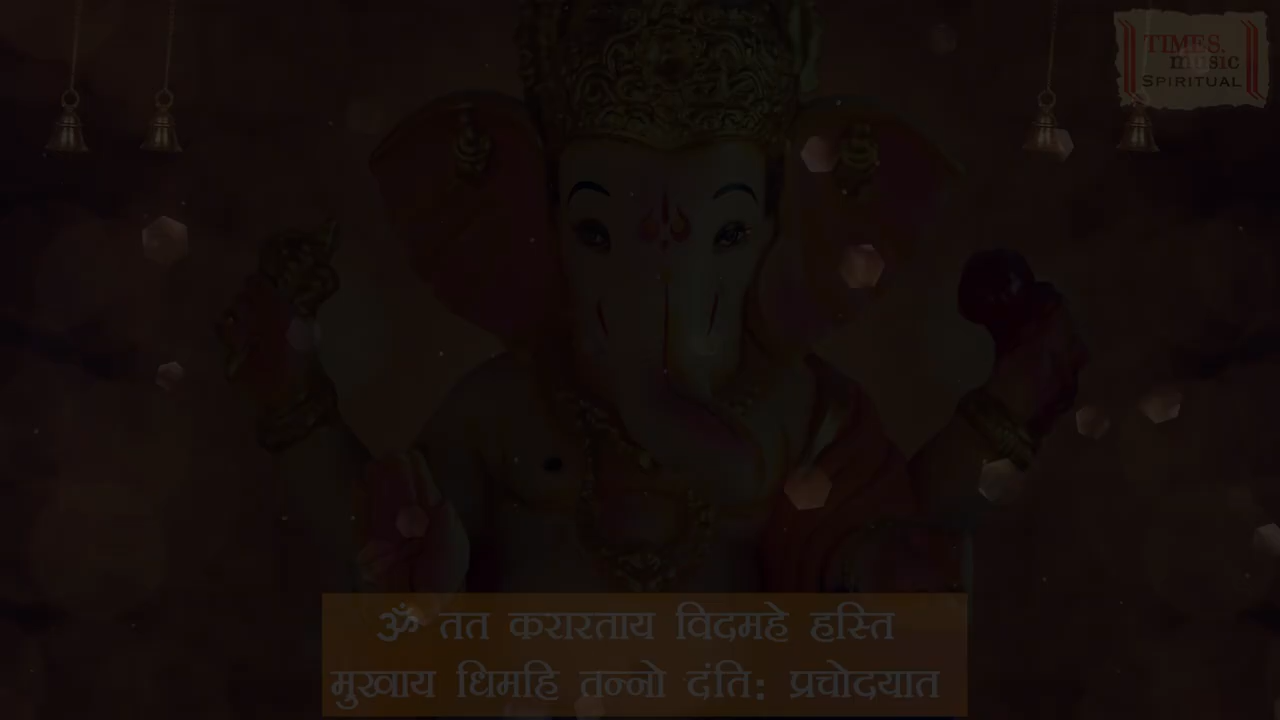 TIMES.
music
SPIRITUAL
ॐ तत करारताय विदमहे हस्ति
मुखाय धिमहि तन्नो दंति: प्रचोदयात